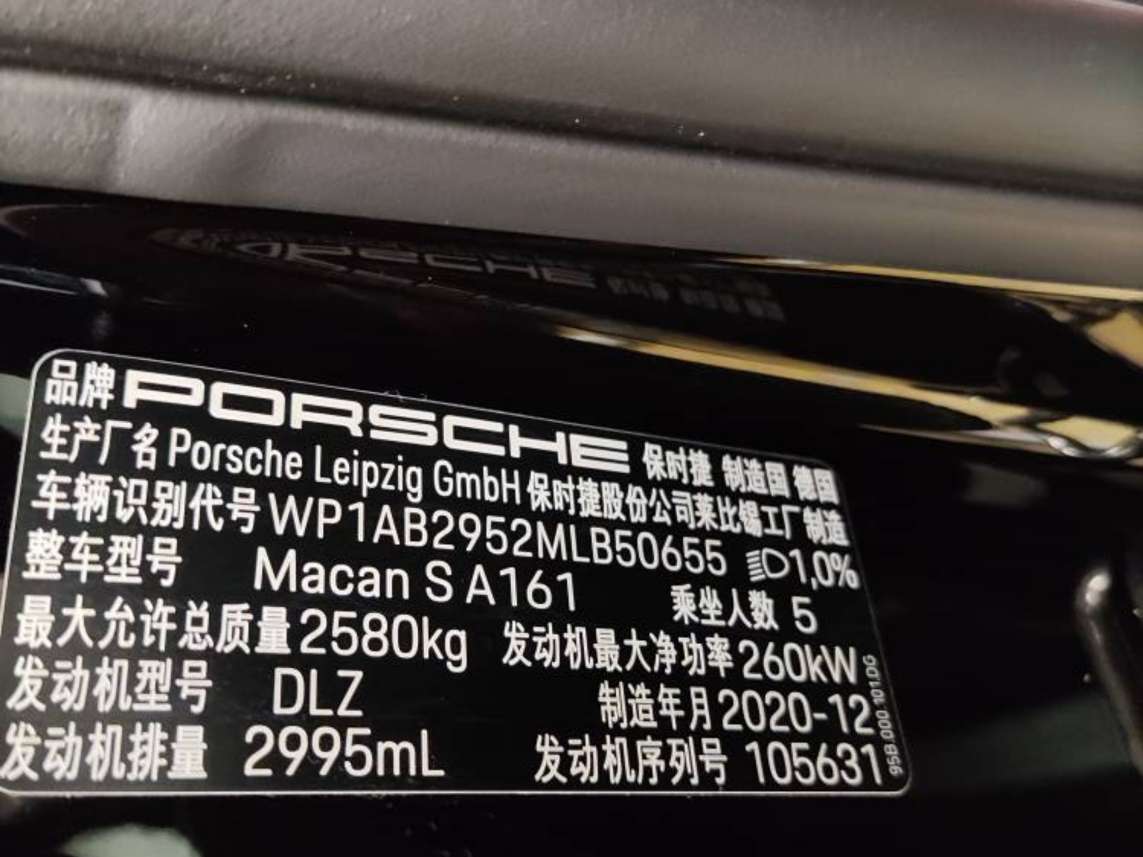 品牌 PORSCHE 保时捷 制造国 德国
生产厂名 Porsche Leipzig GmbH 保时捷股份公司莱比锡工厂制造
车辆识别代号 WP1AB2952MLB50655 1,0%
整车型号 Macan S A161 乘坐人数 5
最大允许总质量 2580kg 发动机最大净功率 260kW
发动机型号 DLZ 制造年月 2020-12
发动机排量 2995mL 发动机序列号 105631
95B.000.101.DG